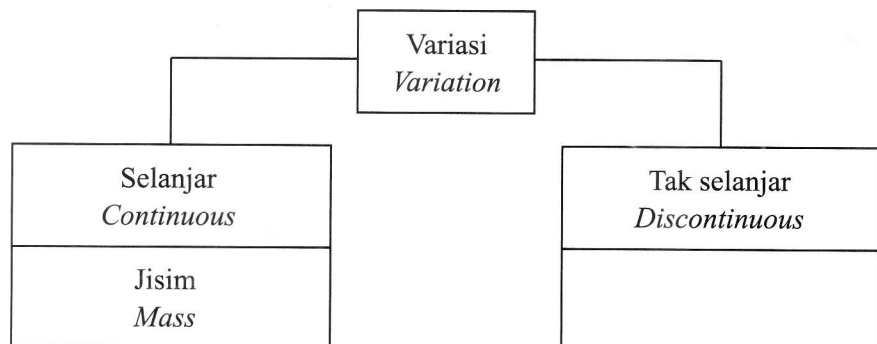 Variasi
Variation
Selanjar
Continuous
Tak selanjar
Discontinuous
Jisim
Mass